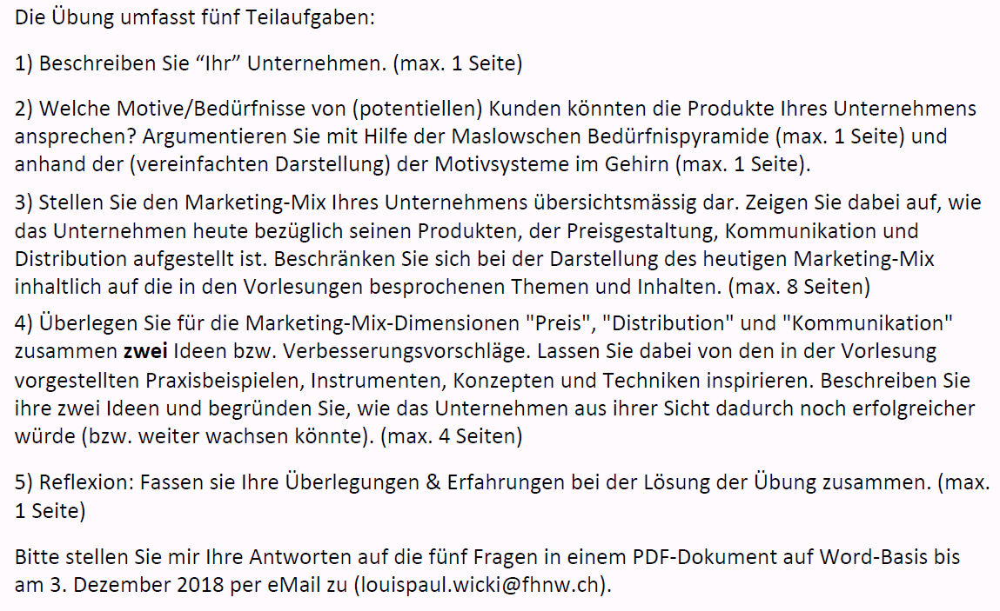 Die Übung umfasst fünf Teilaufgaben:
1) Beschreiben Sie “Ihr” Unternehmen. (max. 1 Seite)
2) Welche Motive/Bedürfnisse von (potentiellen) Kunden könnten die Produkte Ihres Unternehmens
ansprechen? Argumentieren Sie mit Hilfe der Maslowschen Bedürfnispyramide (max. 1 Seite) und
anhand der (vereinfachten Darstellung) der Motivsysteme im Gehirn (max. 1 Seite).
3) Stellen Sie den Marketing-Mix Ihres Unternehmens übersichtsmässig dar. Zeigen Sie dabei auf, wie
das Unternehmen heute bezüglich seinen Produkten, der Preisgestaltung, Kommunikation und
Distribution aufgestellt ist. Beschränken Sie sich bei der Darstellung des heutigen Marketing-Mix
inhaltlich auf die in den Vorlesungen besprochenen Themen und Inhalten. (max. 8 Seiten)
4) Überlegen Sie für die Marketing-Mix-Dimensionen "Preis", "Distribution" und "Kommunikation"
zusammen zwei Ideen bzw. Verbesserungsvorschläge. Lassen Sie dabei von den in der Vorlesung
vorgestellten Praxisbeispielen, Instrumenten, Konzepten und Techniken inspirieren. Beschreiben Sie
ihre zwei Ideen und begründen Sie, wie das Unternehmen aus ihrer Sicht dadurch noch erfolgreicher
würde (bzw. weiter wachsen könnte). (max. 4 Seiten)
5) Reflexion: Fassen sie Ihre Überlegungen & Erfahrungen bei der Lösung der Übung zusammen. (max.
1 Seite)
Bitte stellen Sie mir Ihre Antworten auf die fünf Fragen in einem PDF-Dokument auf Word-Basis bis
am 3. Dezember 2018 per eMail zu (louispaul.wicki@fhnw.ch).